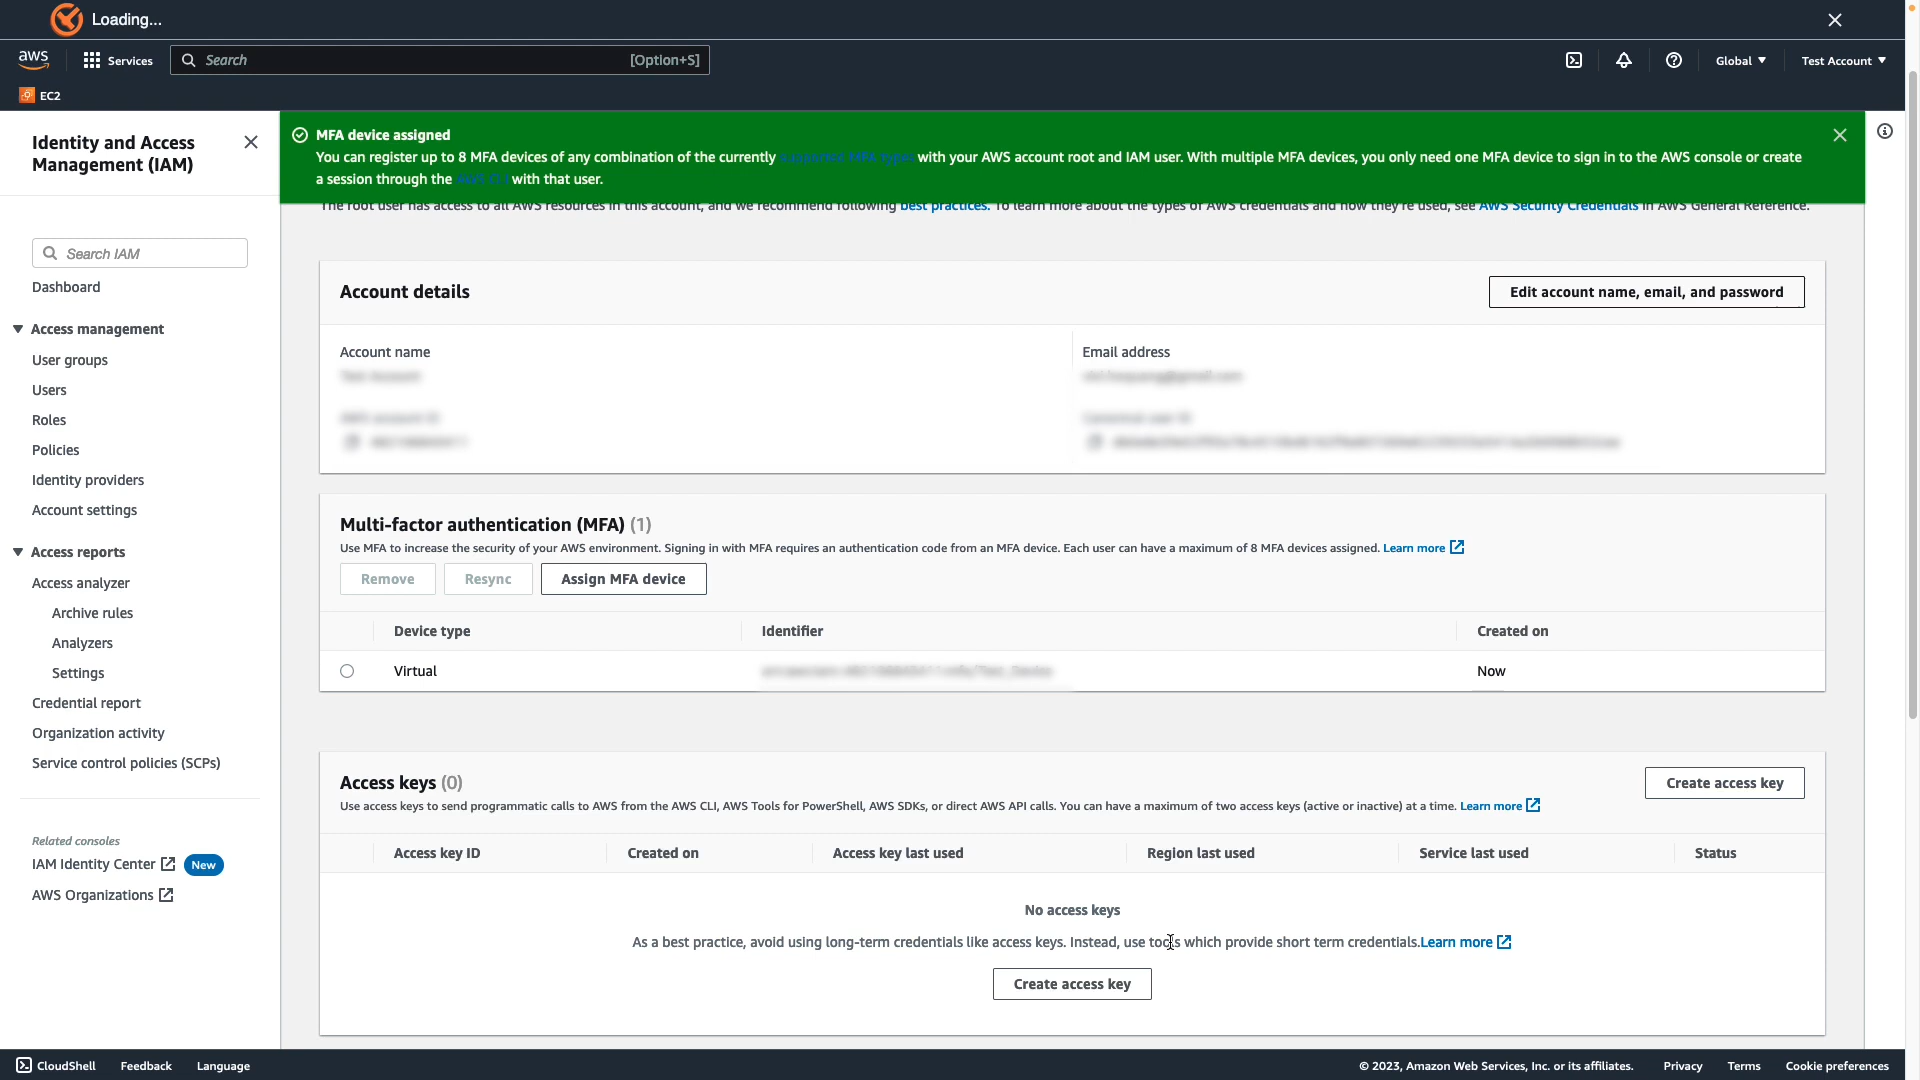 Loading...
aws
Services
Search [Option+S]
Global
Test Account
EC2
Identity and Access
Management (IAM)
Search IAM
Dashboard
Access management
User groups
Users
Roles
Policies
Identity providers
Account settings
Access reports
Access analyzer
Archive rules
Analyzers
Settings
Credential report
Organization activity
Service control policies (SCPs)
Related consoles
IAM Identity Center New
AWS Organizations
MFA device assigned
You can register up to 8 MFA devices of any combination of the currently supported MFA types with your AWS account root and IAM user. With multiple MFA devices, you only need one MFA device to sign in to the AWS console or create
a session through the AWS CLI with that user.
The root user has access to all AWS resources in this account, and we recommend following best practices. To learn more about the types of AWS credentials and how they're used, see AWS Security Credentials in AWS General Reference.
Account details
Edit account name, email, and password
Account name
Email address
Test Account
AWS account ID
Canonical user ID
Multi-factor authentication (MFA) (1)
Use MFA to increase the security of your AWS environment. Signing in with MFA requires an authentication code from an MFA device. Each user can have a maximum of 8 MFA devices assigned. Learn more
Remove
Resync
Assign MFA device
Device type
Identifier
Created on
Virtual
Now
Access keys (0)
Create access key
Use access keys to send programmatic calls to AWS from the AWS CLI, AWS Tools for PowerShell, AWS SDKs, or direct AWS API calls. You can have a maximum of two access keys (active or inactive) at a time. Learn more
Access key ID
Created on
Access key last used
Region last used
Service last used
Status
No access keys
As a best practice, avoid using long-term credentials like access keys. Instead, use tools which provide short term credentials.Learn more
Create access key
CloudShell
Feedback
Language
© 2023, Amazon Web Services, Inc. or its affiliates.
Privacy
Terms
Cookie preferences